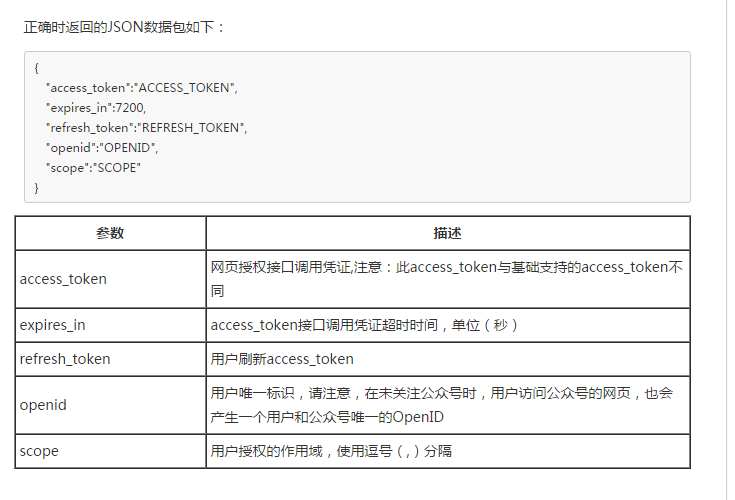 正确时返回的JSON数据包如下：
{
"access_token":"ACCESS_TOKEN",
"expires_in":7200,
"refresh_token":"REFRESH_TOKEN",
"openid":"OPENID",
"scope":"SCOPE"
}
参数 描述
access_token 网页授权接口调用凭证,注意：此access_token与基础支持的access_token不
同
expires_in access_token接口调用凭证超时时间，单位（秒）
refresh_token 用户刷新access_token
openid 用户唯一标识，请注意，在未关注公众号时，用户访问公众号的网页，也会
产生一个用户和公众号唯一的OpenID
scope 用户授权的作用域，使用逗号（,）分隔